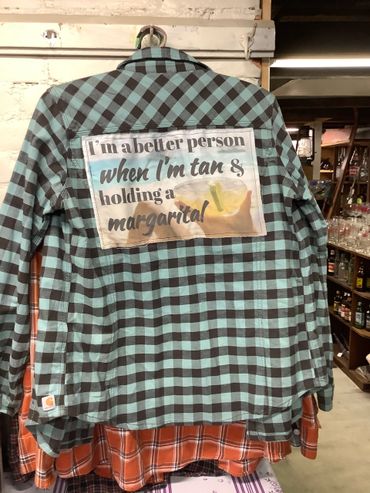 I'm a better person
when I'm tan &
holding a
margarita!